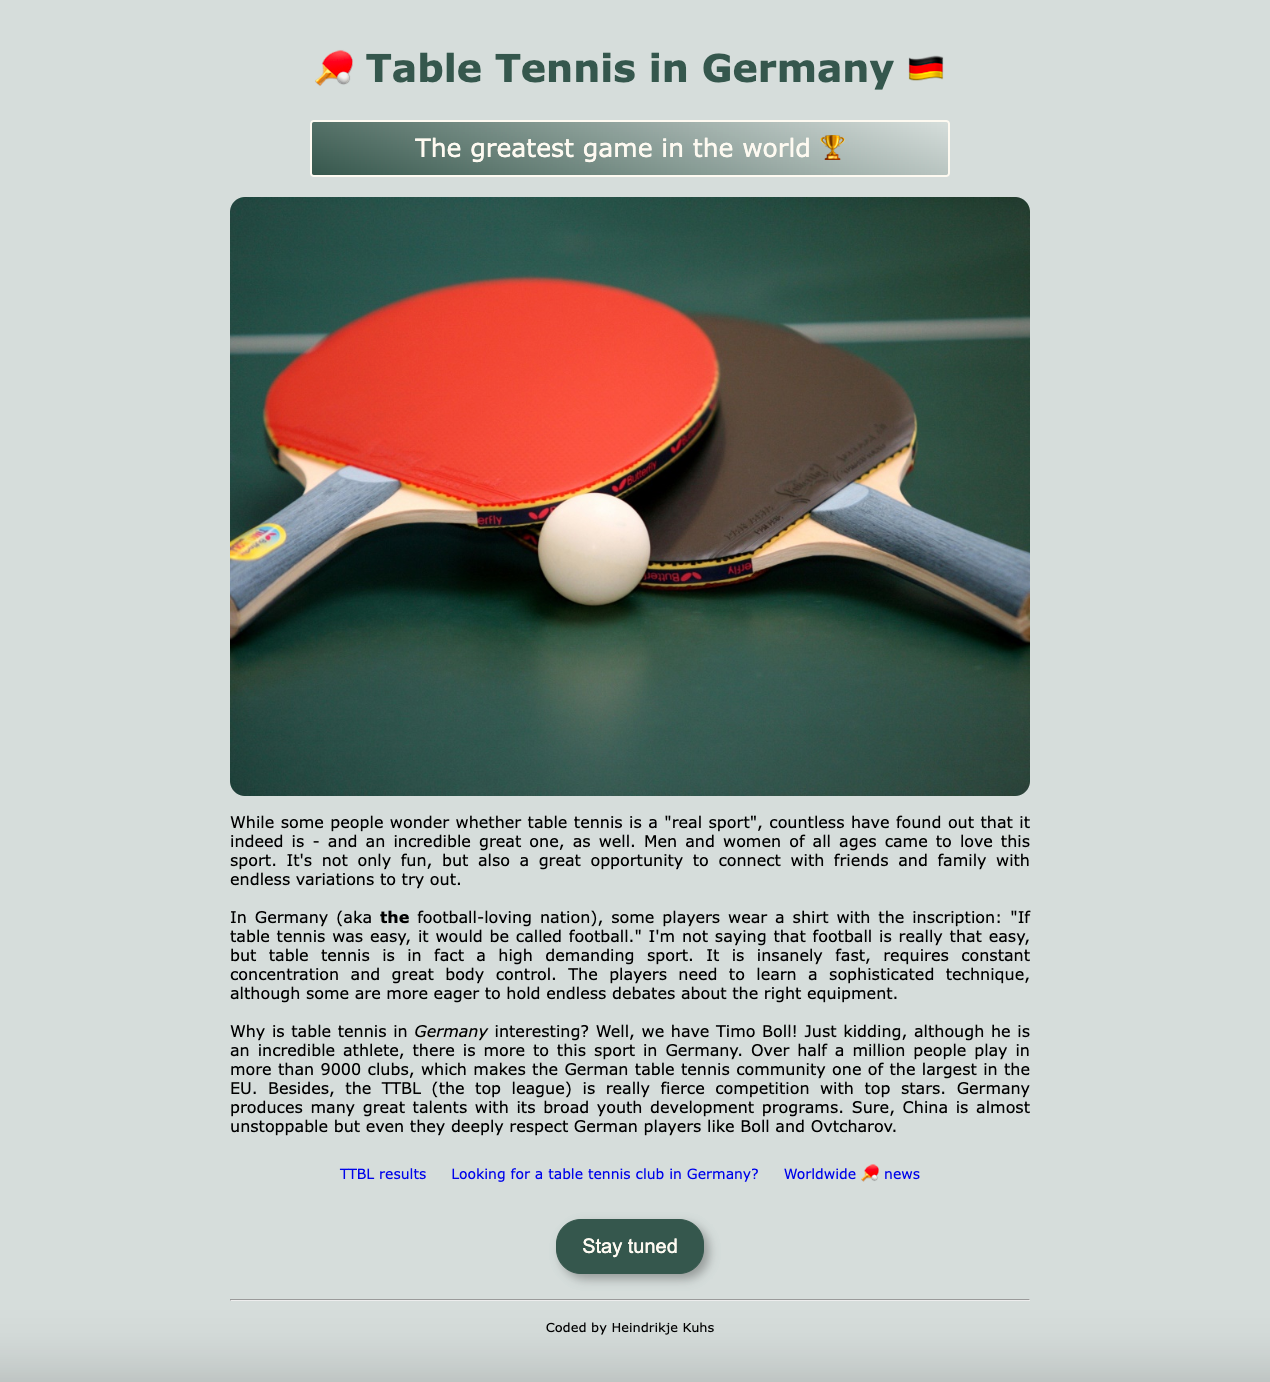 🏓 Table Tennis in Germany 🇩🇪
The greatest game in the world 🏆
Butterfly
Butterfly
erfly
erfly
While some people wonder whether table tennis is a "real sport", countless have found out that it
indeed is - and an incredible great one, as well. Men and women of all ages came to love this
sport. It's not only fun, but also a great opportunity to connect with friends and family with
endless variations to try out.
In Germany (aka the football-loving nation), some players wear a shirt with the inscription: "If
table tennis was easy, it would be called football." I'm not saying that football is really that easy,
but table tennis is in fact a high demanding sport. It is insanely fast, requires constant
concentration and great body control. The players need to learn a sophisticated technique,
although some are more eager to hold endless debates about the right equipment.
Why is table tennis in Germany interesting? Well, we have Timo Boll! Just kidding, although he is
an incredible athlete, there is more to this sport in Germany. Over half a million people play in
more than 9000 clubs, which makes the German table tennis community one of the largest in the
EU. Besides, the TTBL (the top league) is really fierce competition with top stars. Germany
produces many great talents with its broad youth development programs. Sure, China is almost
unstoppable but even they deeply respect German players like Boll and Ovtcharov.
TTBL results Looking for a table tennis club in Germany? Worldwide 🏓 news
Stay tuned
Coded by Heindrikje Kuhs